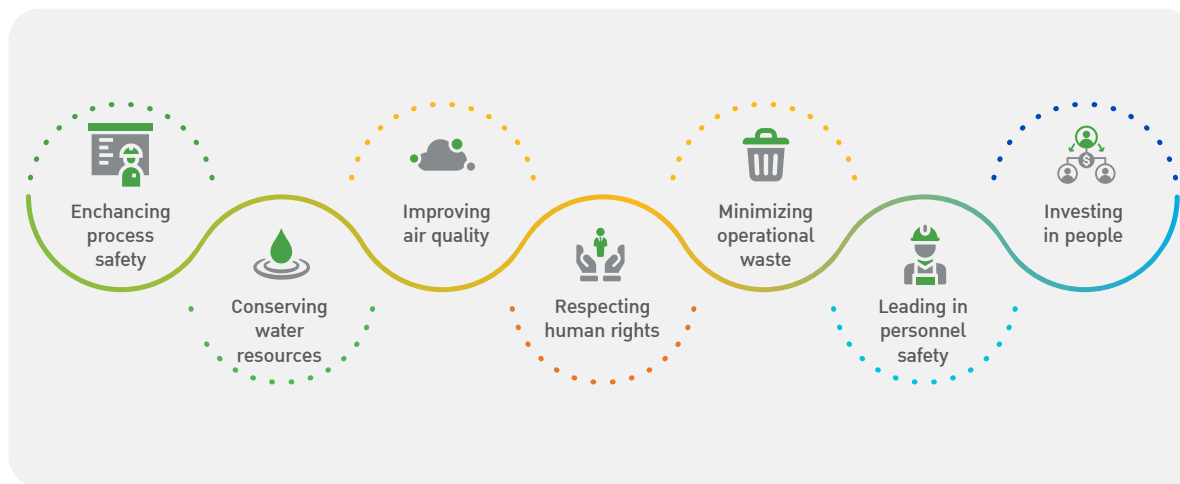 Enchancing
process
safety
Conserving
water
resources
Improving
air quality
Respecting
human rights
Minimizing
operational
waste
Leading in
personnel
safety
Investing
in people
$